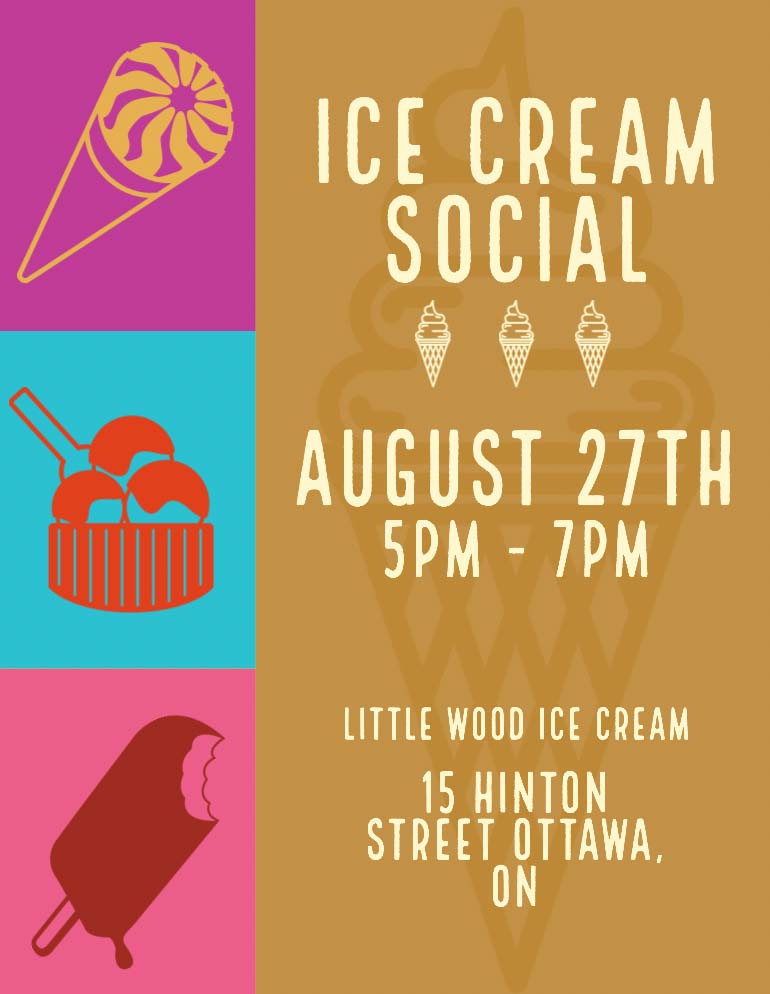 ICE CREAM
SOCIAL
AUGUST 27TH
5PM - 7PM
LITTLE WOOD ICE CREAM
15 HINTON
STREET OTTAWA,
ON